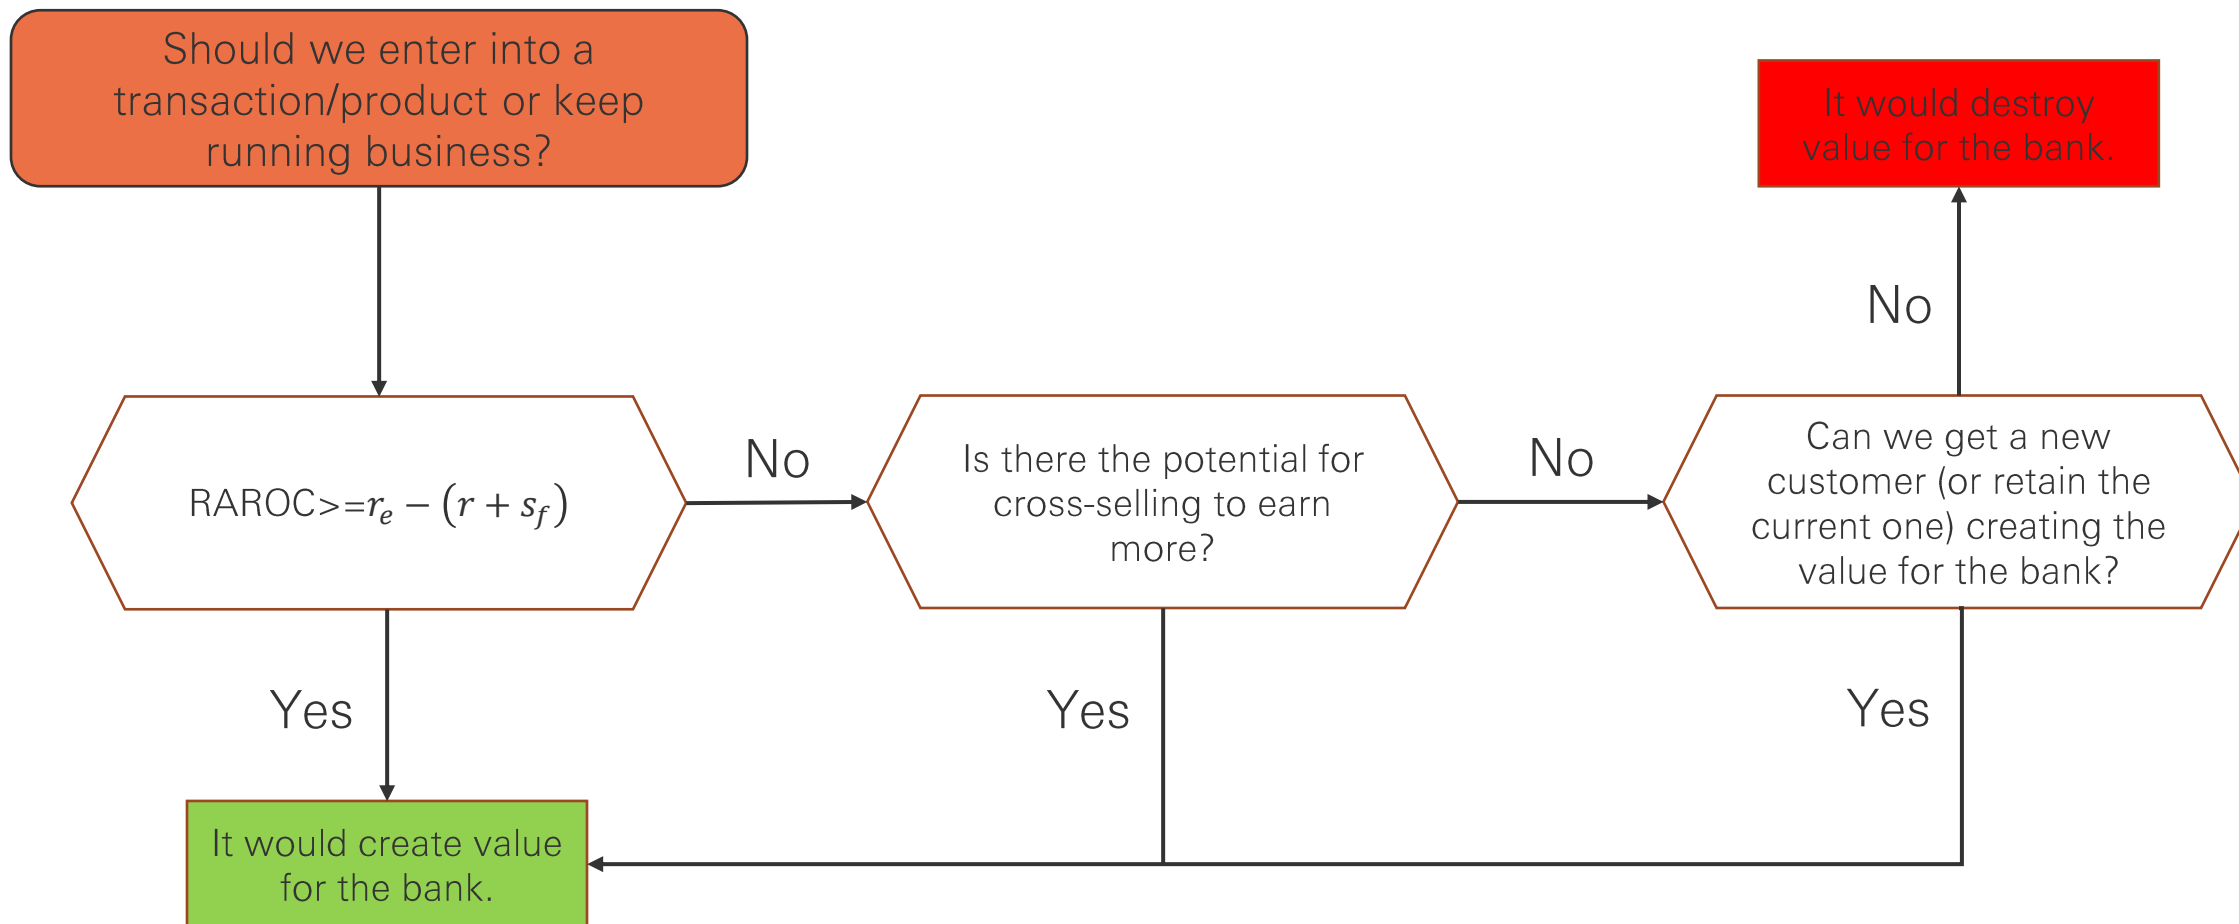 Should we enter into a
transaction/product or keep
running business?
It would destroy
value for the bank.
No
RAROC>=rₑ − (r + s_f)
No
Is there the potential for
cross-selling to earn
more?
No
Can we get a new
customer (or retain the
current one) creating the
value for the bank?
Yes
Yes
Yes
It would create value
for the bank.